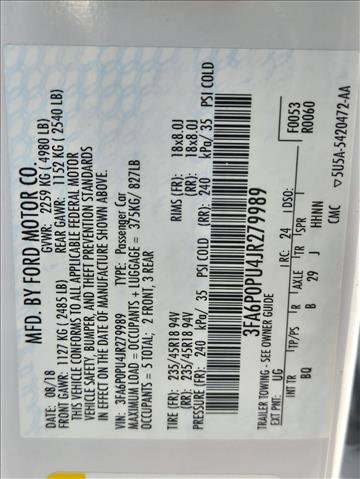 MFD. BY FORD MOTOR CO.
DATE: 08/18 GVWR: 2259 KG ( 4980 LB)
FRONT GAWR: 1127 KG ( 2485 LB) REAR GAWR: 1152 KG ( 2540 LB)
THIS VEHICLE CONFORMS TO ALL APPLICABLE FEDERAL MOTOR
VEHICLE SAFETY, BUMPER, AND THEFT PREVENTION STANDARDS
IN EFFECT ON THE DATE OF MANUFACTURE SHOWN ABOVE.
VIN: 3FA6P0PU4JR279989 TYPE: Passenger Car
MAXIMUM LOAD = OCCUPANTS + LUGGAGE = 375KG/ 827LB
OCCUPANTS = 5 TOTAL; 2 FRONT, 3 REAR
TIRE (FR): 235/45R18 94V RIMS (FR): 18x8.0J
TIRE (RR): 235/45R18 94V (RR): 18x8.0J
PRESSURE (FR): 240 kPa/ 35 PSI COLD (RR): 240 kPa/ 35 PSI COLD
3FA6P0PU4JR279989
TRAILER TOWING - SEE OWNER GUIDE
F0053
R0060
EXT PNT: UG RC: 24 DSO:
INT TR TP/PS R AXLE TR SPR
BQ B 29 J HHNN
CMC ▽ 5U5A-5420472-AA